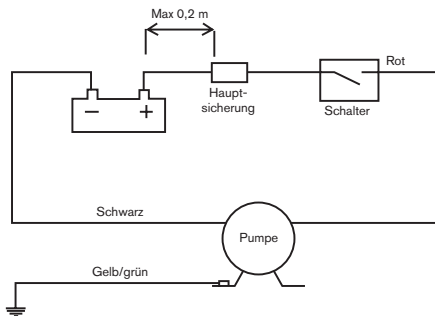 Max 0,2 m
Rot
− +
Haupt-
sicherung
Schalter
Schwarz
Pumpe
Gelb/grün